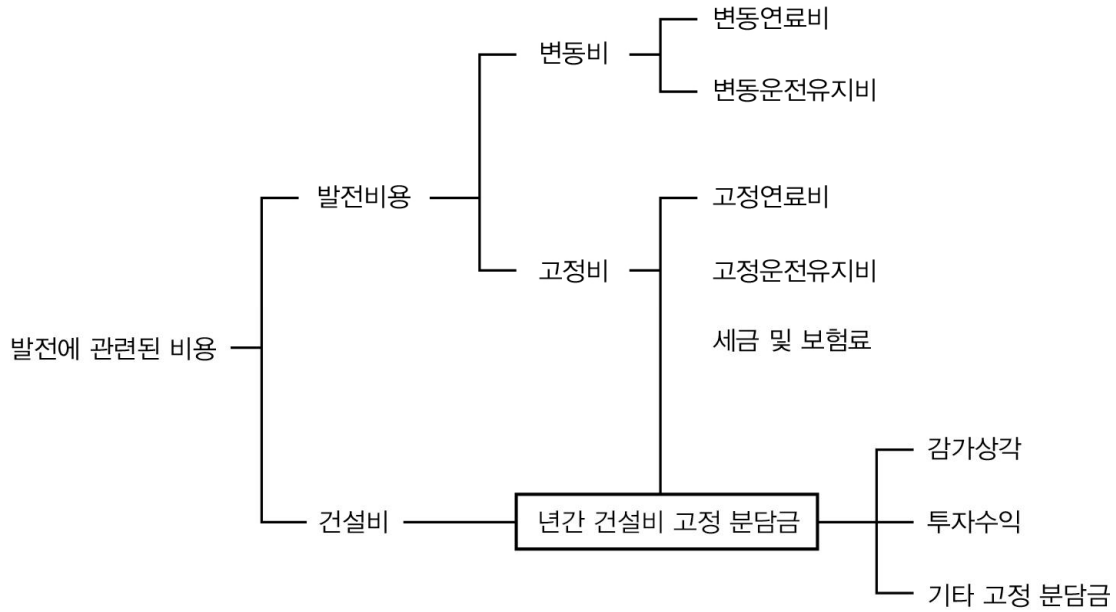 변동연료비
변동비
변동운전유지비
발전비용
고정연료비
고정비
고정운전유지비
세금 및 보험료
발전에 관련된 비용
감가상각
건설비
년간 건설비 고정 분담금
투자수익
기타 고정 분담금